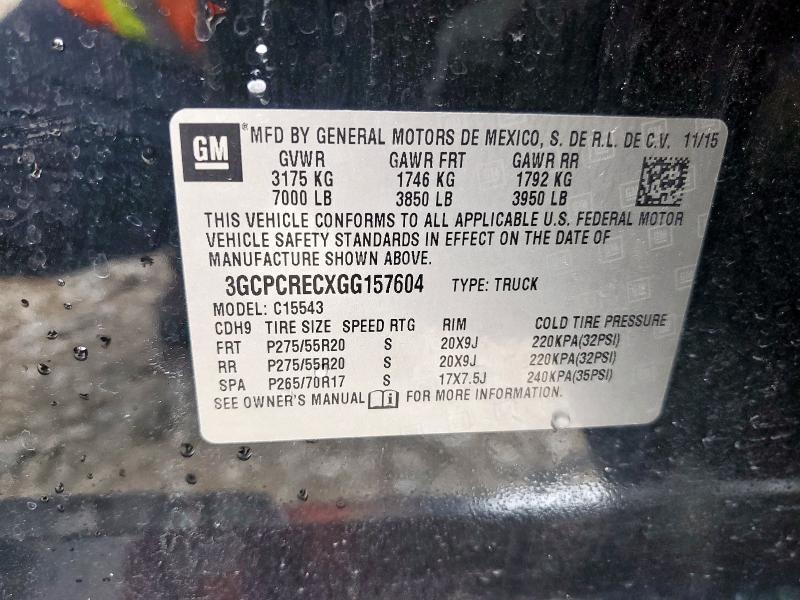 GM ® MFD BY GENERAL MOTORS DE MEXICO, S. DE R.L. DE C.V. 11/15
GVWR GAWR FRT GAWR RR
3175 KG 1746 KG 1792 KG
7000 LB 3850 LB 3950 LB
THIS VEHICLE CONFORMS TO ALL APPLICABLE U.S. FEDERAL MOTOR
VEHICLE SAFETY STANDARDS IN EFFECT ON THE DATE OF
MANUFACTURE SHOWN ABOVE.
3GCPCRECXGG157604 TYPE: TRUCK
MODEL: C15543
CDH9 TIRE SIZE SPEED RTG RIM COLD TIRE PRESSURE
FRT P275/55R20 S 20X9J 220KPA(32PSI)
RR P275/55R20 S 20X9J 220KPA(32PSI)
SPA P265/70R17 S 17X7.5J 240KPA(35PSI)
SEE OWNER'S MANUAL i FOR MORE INFORMATION.